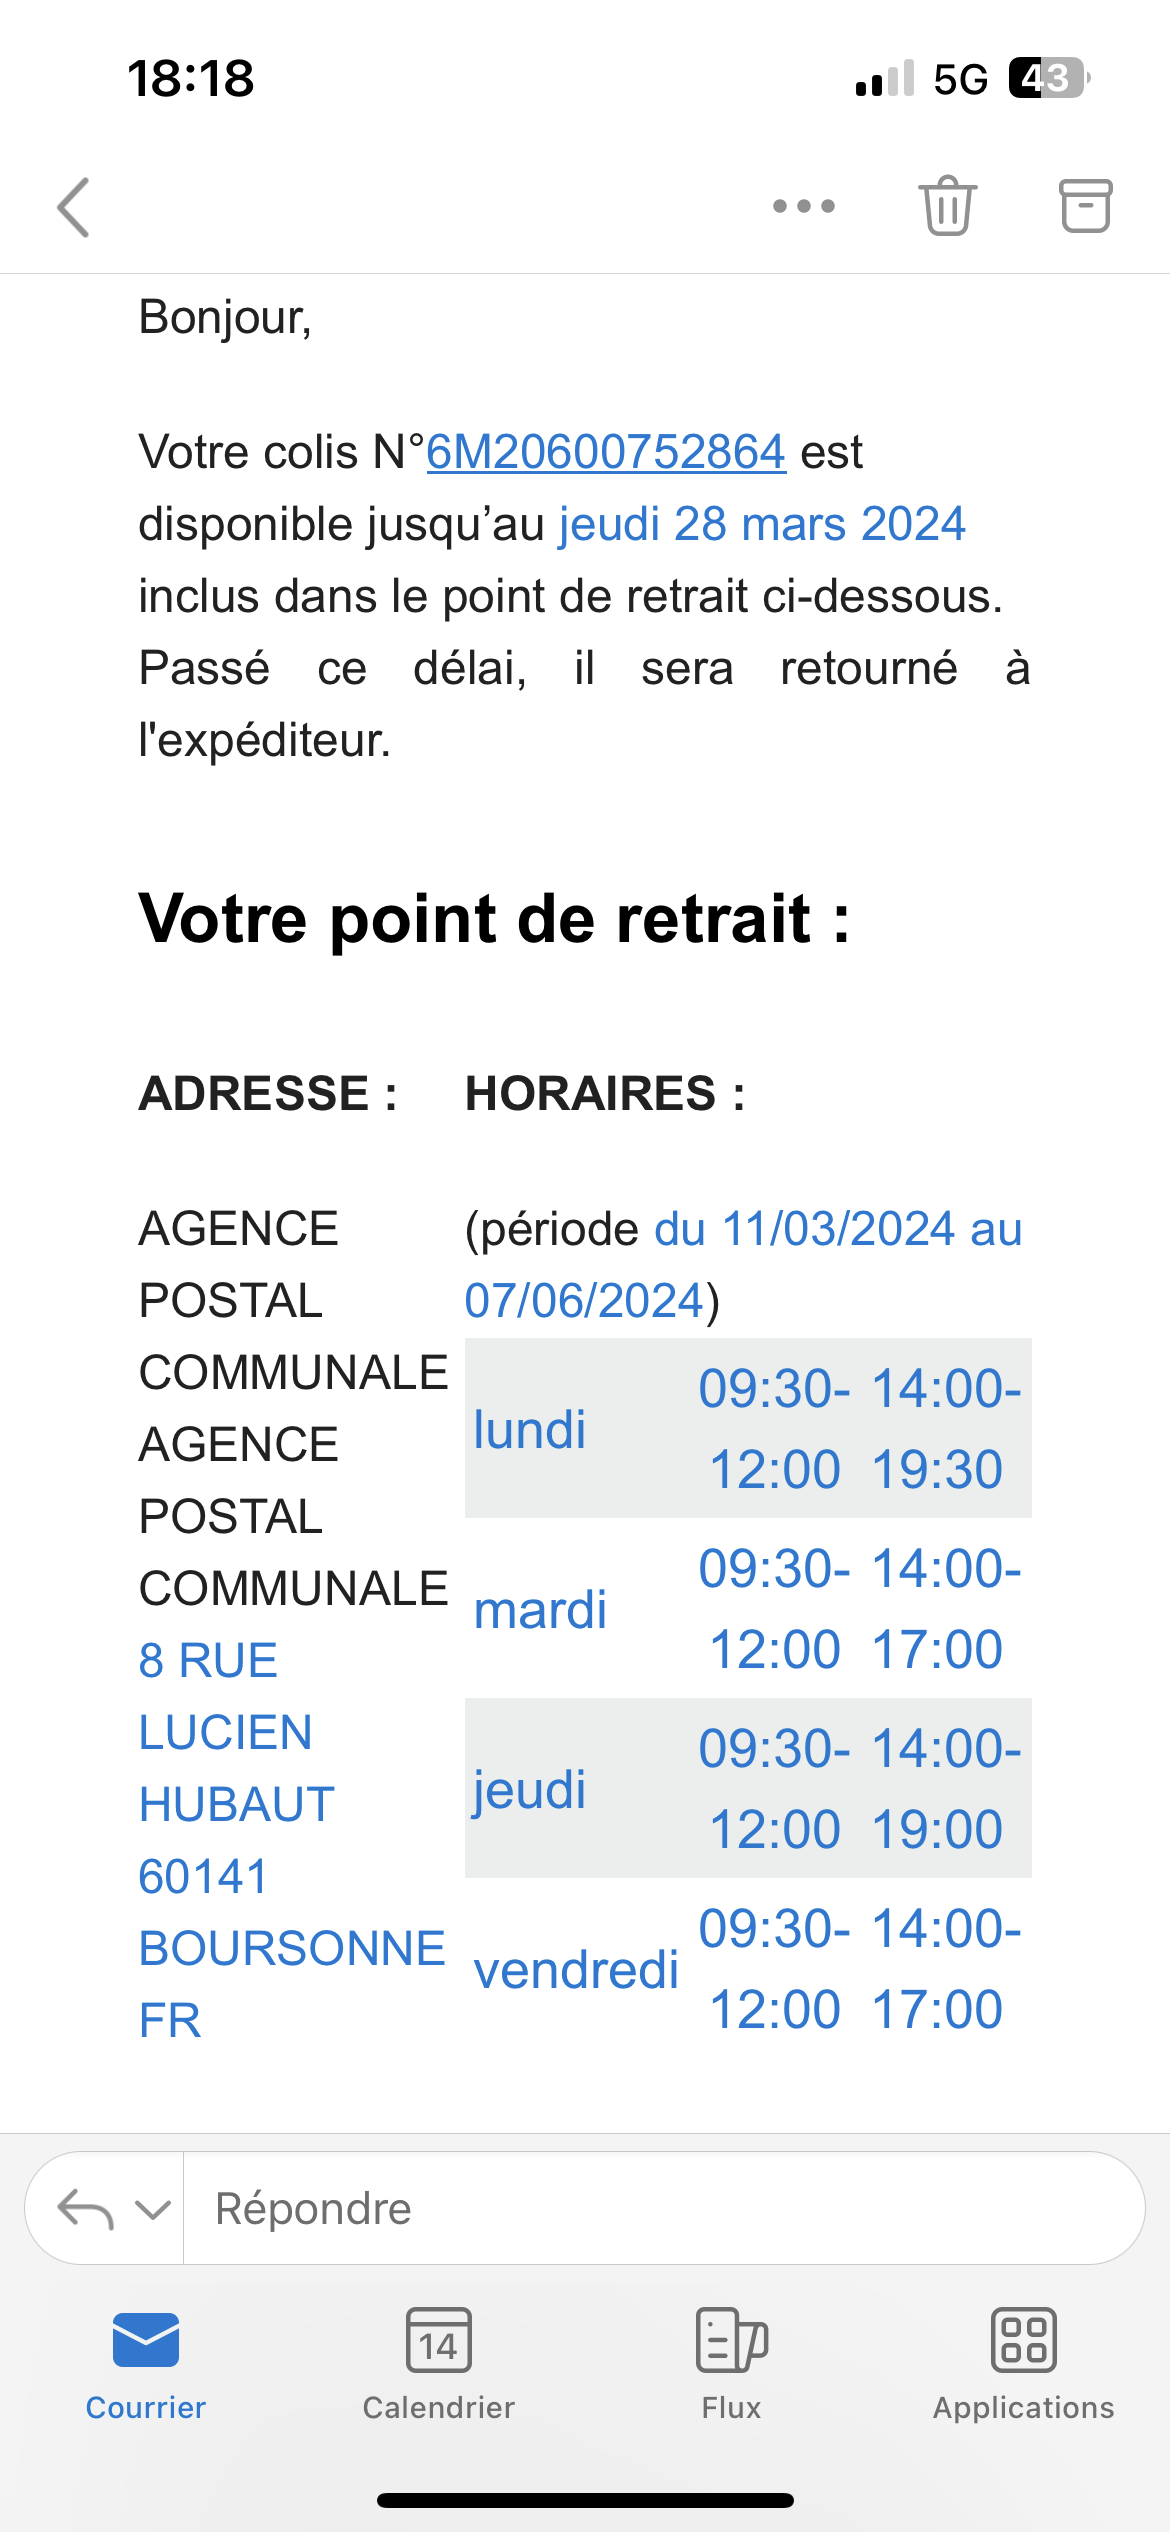 18:18
5G 43
Bonjour,
Votre colis N°6M20600752864 est
disponible jusqu’au jeudi 28 mars 2024
inclus dans le point de retrait ci-dessous.
Passé ce délai, il sera retourné à
l'expéditeur.
Votre point de retrait :
ADRESSE :
AGENCE
POSTAL
COMMUNALE
AGENCE
POSTAL
COMMUNALE
8 RUE
LUCIEN
HUBAUT
60141
BOURSONNE
FR
HORAIRES :
(période du 11/03/2024 au
07/06/2024)
lundi 09:30-12:00 14:00-19:30
mardi 09:30-12:00 14:00-17:00
jeudi 09:30-12:00 14:00-19:00
vendredi 09:30-12:00 14:00-17:00
Répondre
14
Courrier Calendrier Flux Applications